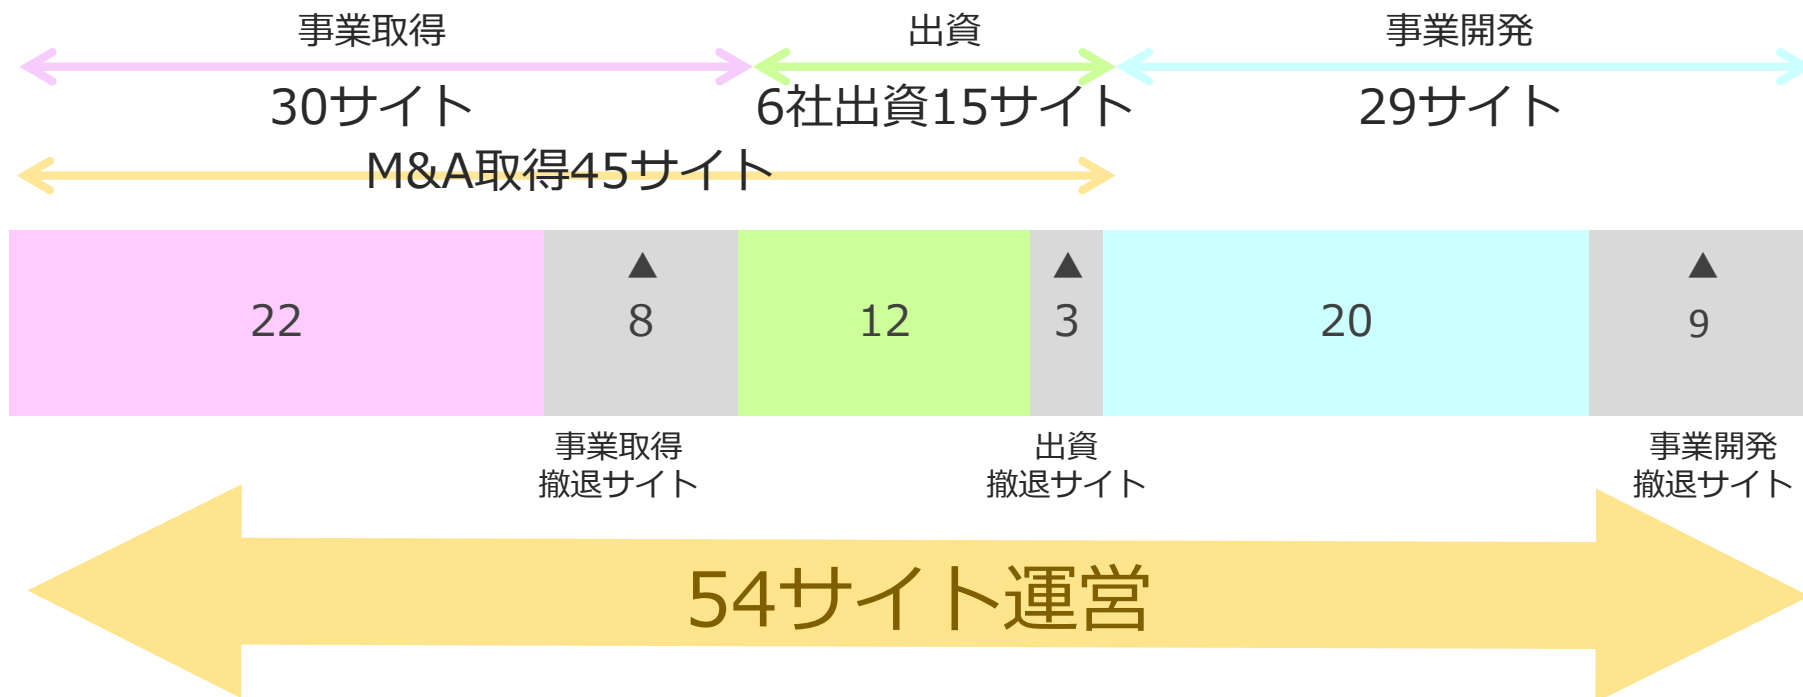 事業取得
出資
事業開発
30サイト
6社出資15サイト
29サイト
M&A取得45サイト
▲
▲
▲
22
8
12
3
20
9
事業取得
撤退サイト
出資
撤退サイト
事業開発
撤退サイト
54サイト運営